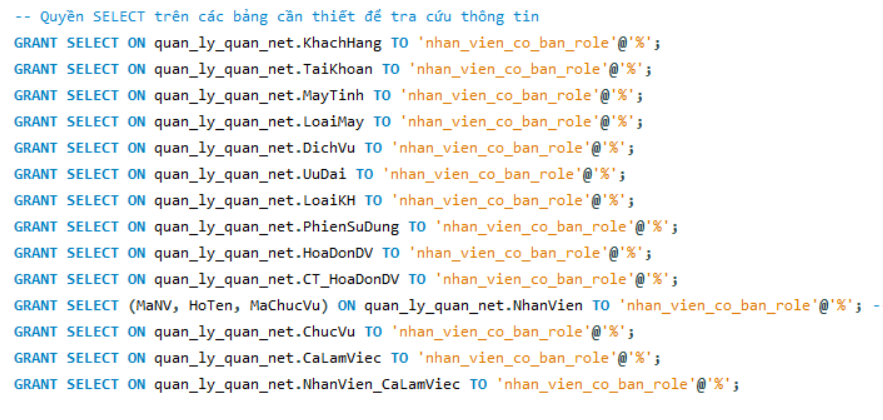 -- Quyền SELECT trên các bảng cần thiết để tra cứu thông tin
GRANT SELECT ON quan_ly_quan_net.KhachHang TO 'nhan_vien_co_ban_role'@'%';
GRANT SELECT ON quan_ly_quan_net.TaiKhoan TO 'nhan_vien_co_ban_role'@'%';
GRANT SELECT ON quan_ly_quan_net.MayTinh TO 'nhan_vien_co_ban_role'@'%';
GRANT SELECT ON quan_ly_quan_net.LoaiMay TO 'nhan_vien_co_ban_role'@'%';
GRANT SELECT ON quan_ly_quan_net.DichVu TO 'nhan_vien_co_ban_role'@'%';
GRANT SELECT ON quan_ly_quan_net.UuDai TO 'nhan_vien_co_ban_role'@'%';
GRANT SELECT ON quan_ly_quan_net.LoaiKH TO 'nhan_vien_co_ban_role'@'%';
GRANT SELECT ON quan_ly_quan_net.PhienSuDung TO 'nhan_vien_co_ban_role'@'%';
GRANT SELECT ON quan_ly_quan_net.HoaDonDV TO 'nhan_vien_co_ban_role'@'%';
GRANT SELECT ON quan_ly_quan_net.CT_HoaDonDV TO 'nhan_vien_co_ban_role'@'%';
GRANT SELECT (MaNV, HoTen, MaChucVu) ON quan_ly_quan_net.NhanVien TO 'nhan_vien_co_ban_role'@'%'; -
GRANT SELECT ON quan_ly_quan_net.ChucVu TO 'nhan_vien_co_ban_role'@'%';
GRANT SELECT ON quan_ly_quan_net.CaLamViec TO 'nhan_vien_co_ban_role'@'%';
GRANT SELECT ON quan_ly_quan_net.NhanVien_CaLamViec TO 'nhan_vien_co_ban_role'@'%';